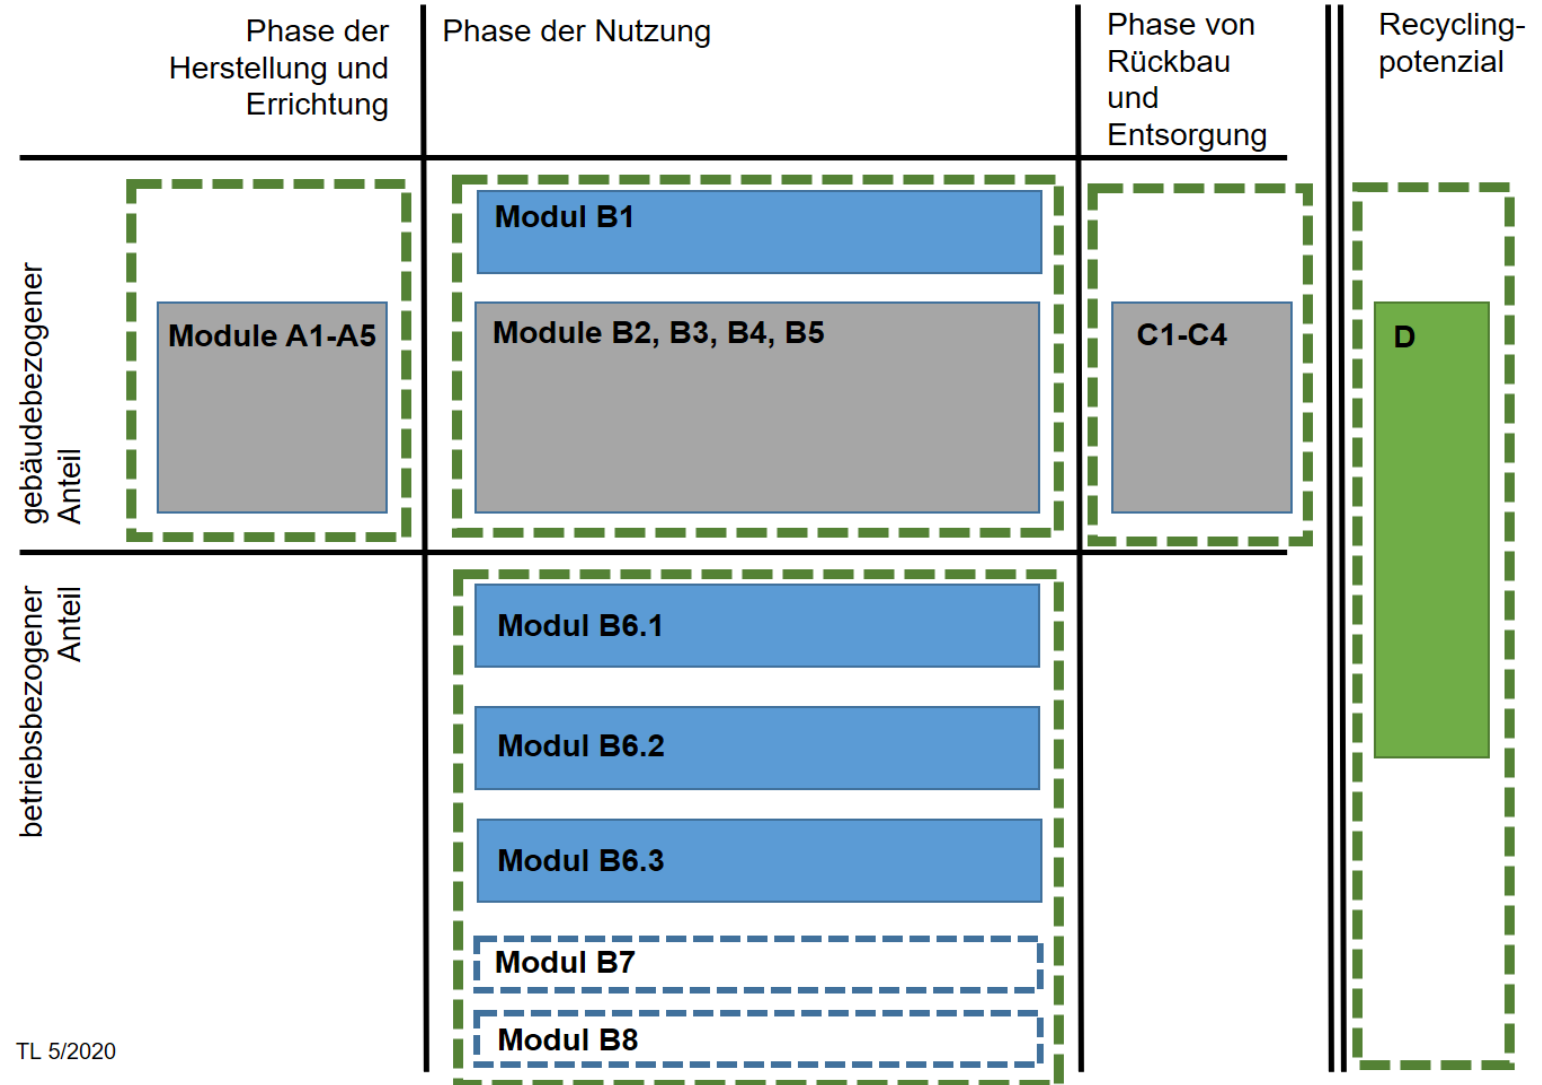 Phase der
Herstellung und
Errichtung
Phase der Nutzung
Phase von
Rückbau
und
Entsorgung
Recycling-
potenzial
gebäudebezogener
Anteil
Modul B1
Module A1-A5
Module B2, B3, B4, B5
C1-C4
D
betriebsbezogener
Anteil
Modul B6.1
Modul B6.2
Modul B6.3
Modul B7
Modul B8
TL 5/2020